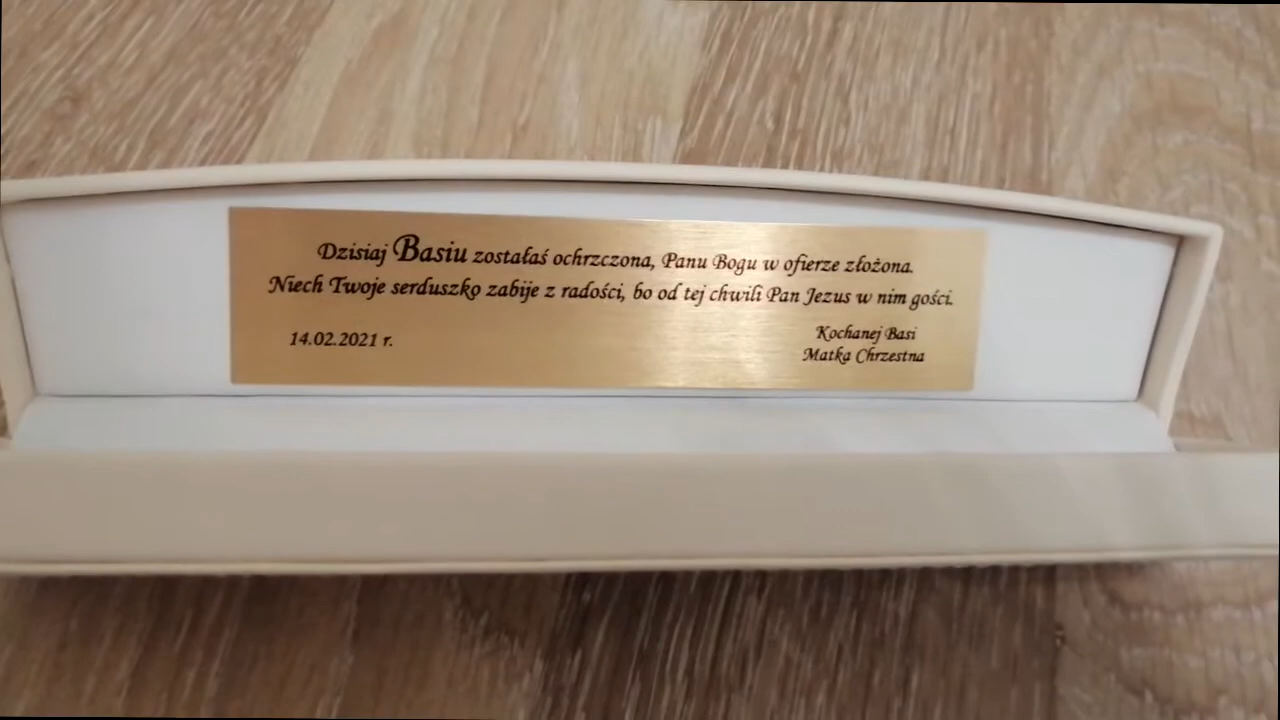 Dzisiaj Basiu zostałaś ochrzczona, Panu Bogu w ofierze złożona.
Niech Twoje serduszko zabije z radości, bo od tej chwili Pan Jezus w nim gości.
14.02.2021 r.
Kochanej Basi
Matka Chrzestna